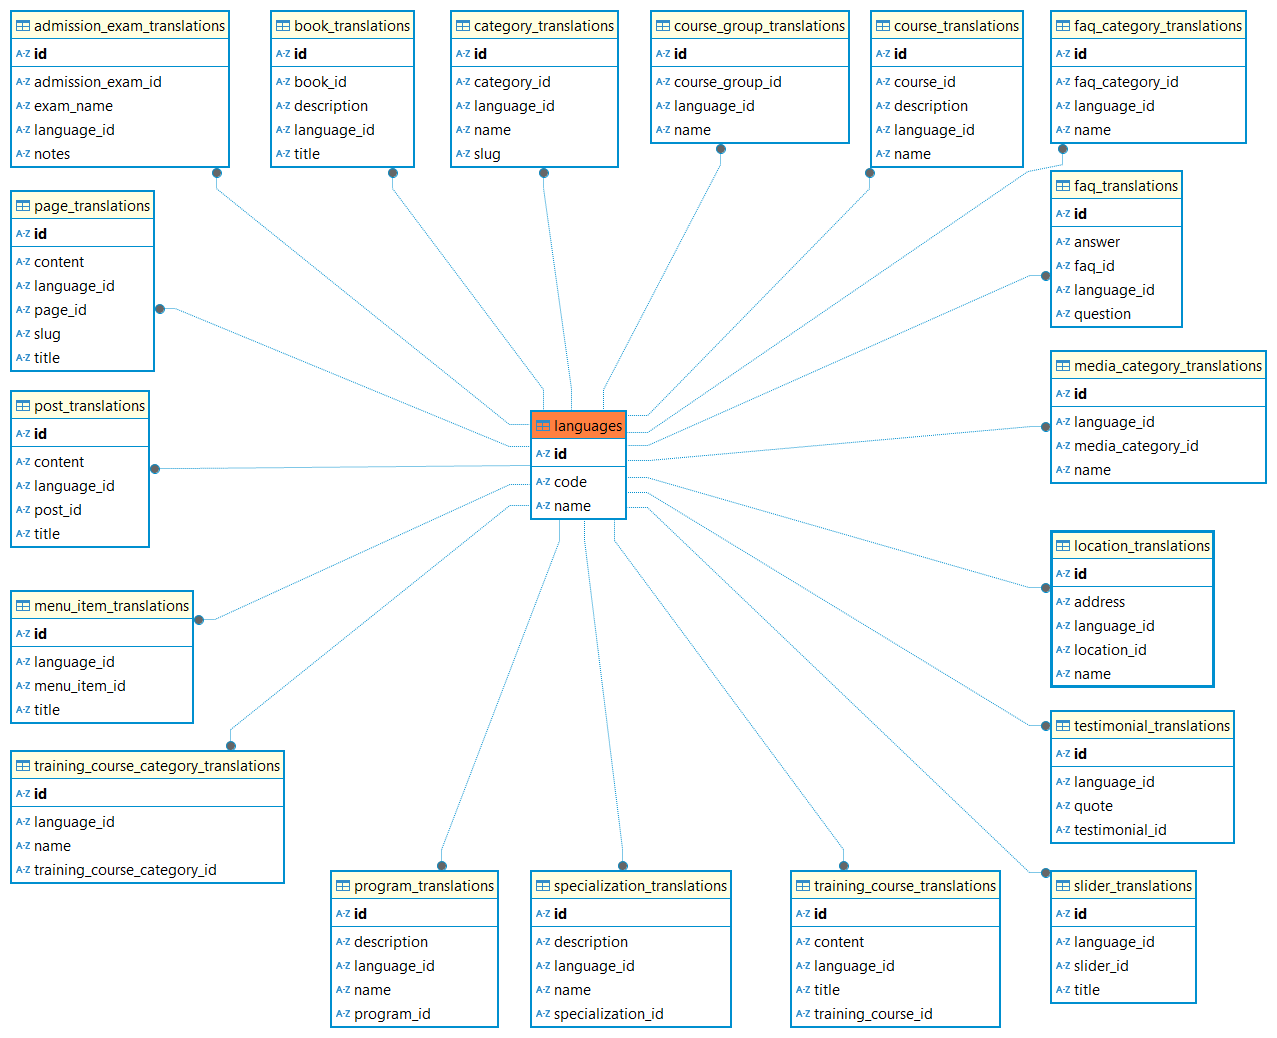 admission_exam_translations
A-Z id
A-Z admission_exam_id
A-Z exam_name
A-Z language_id
A-Z notes
book_translations
A-Z id
A-Z book_id
A-Z description
A-Z language_id
A-Z title
category_translations
A-Z id
A-Z category_id
A-Z language_id
A-Z name
A-Z slug
course_group_translations
A-Z id
A-Z course_group_id
A-Z language_id
A-Z name
course_translations
A-Z id
A-Z course_id
A-Z description
A-Z language_id
A-Z name
faq_category_translations
A-Z id
A-Z faq_category_id
A-Z language_id
A-Z name
page_translations
A-Z id
A-Z content
A-Z language_id
A-Z page_id
A-Z slug
A-Z title
faq_translations
A-Z id
A-Z answer
A-Z faq_id
A-Z language_id
A-Z question
post_translations
A-Z id
A-Z content
A-Z language_id
A-Z post_id
A-Z title
languages
A-Z id
A-Z code
A-Z name
media_category_translations
A-Z id
A-Z language_id
A-Z media_category_id
A-Z name
location_translations
A-Z id
A-Z address
A-Z language_id
A-Z location_id
A-Z name
menu_item_translations
A-Z id
A-Z language_id
A-Z menu_item_id
A-Z title
testimonial_translations
A-Z id
A-Z language_id
A-Z quote
A-Z testimonial_id
training_course_category_translations
A-Z id
A-Z language_id
A-Z name
A-Z training_course_category_id
program_translations
A-Z id
A-Z description
A-Z language_id
A-Z name
A-Z program_id
specialization_translations
A-Z id
A-Z description
A-Z language_id
A-Z name
A-Z specialization_id
training_course_translations
A-Z id
A-Z content
A-Z language_id
A-Z title
A-Z training_course_id
slider_translations
A-Z id
A-Z language_id
A-Z slider_id
A-Z title